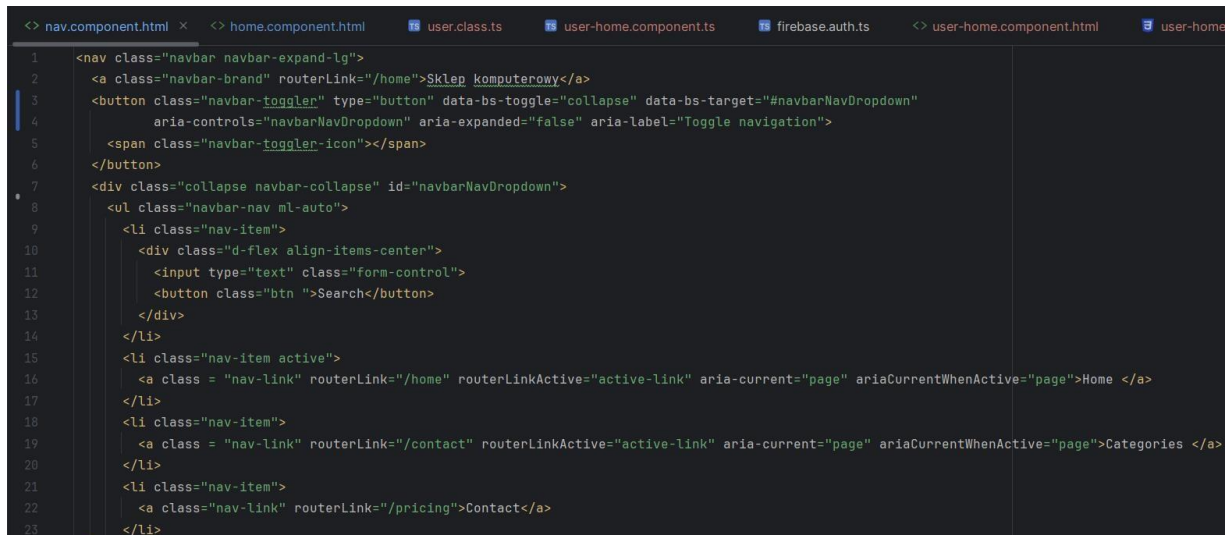 nav.component.html × home.component.html user.class.ts user-home.component.ts firebase.auth.ts user-home.component.html user-home
1 <nav class="navbar navbar-expand-lg">
2 <a class="navbar-brand" routerLink="/home">Sklep komputerowy</a>
3 <button class="navbar-toggler" type="button" data-bs-toggle="collapse" data-bs-target="#navbarNavDropdown"
4 aria-controls="navbarNavDropdown" aria-expanded="false" aria-label="Toggle navigation">
5 <span class="navbar-toggler-icon"></span>
6 </button>
7 <div class="collapse navbar-collapse" id="navbarNavDropdown">
8 <ul class="navbar-nav ml-auto">
9 <li class="nav-item">
10 <div class="d-flex align-items-center">
11 <input type="text" class="form-control">
12 <button class="btn ">Search</button>
13 </div>
14 </li>
15 <li class="nav-item active">
16 <a class = "nav-link" routerLink="/home" routerLinkActive="active-link" aria-current="page" ariaCurrentWhenActive="page">Home </a>
17 </li>
18 <li class="nav-item">
19 <a class = "nav-link" routerLink="/contact" routerLinkActive="active-link" aria-current="page" ariaCurrentWhenActive="page">Categories </a>
20 </li>
21 <li class="nav-item">
22 <a class="nav-link" routerLink="/pricing">Contact</a>
23 </li>